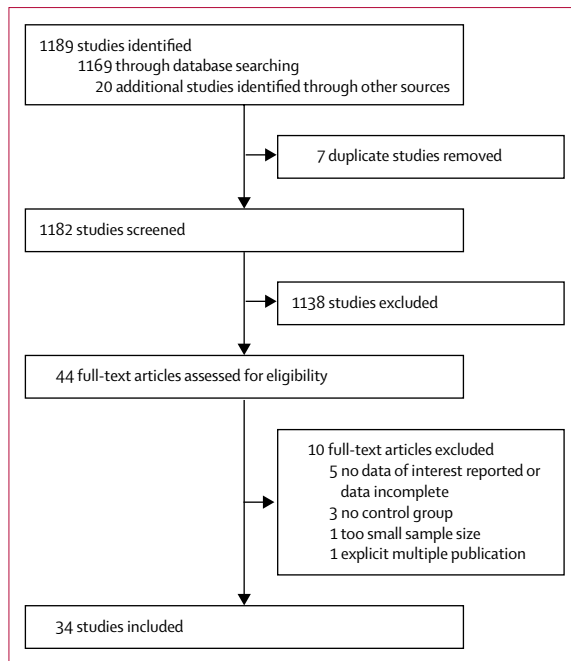 1189 studies identified
1169 through database searching
20 additional studies identified through other sources
7 duplicate studies removed
1182 studies screened
1138 studies excluded
44 full-text articles assessed for eligibility
10 full-text articles excluded
5 no data of interest reported or
data incomplete
3 no control group
1 too small sample size
1 explicit multiple publication
34 studies included